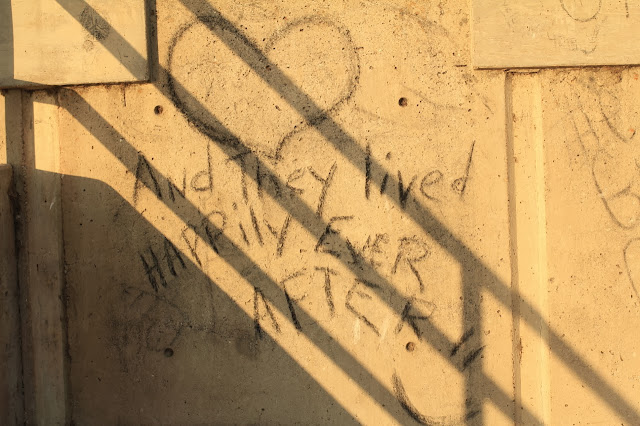 And They lived
HAPPily EVER
AFTER